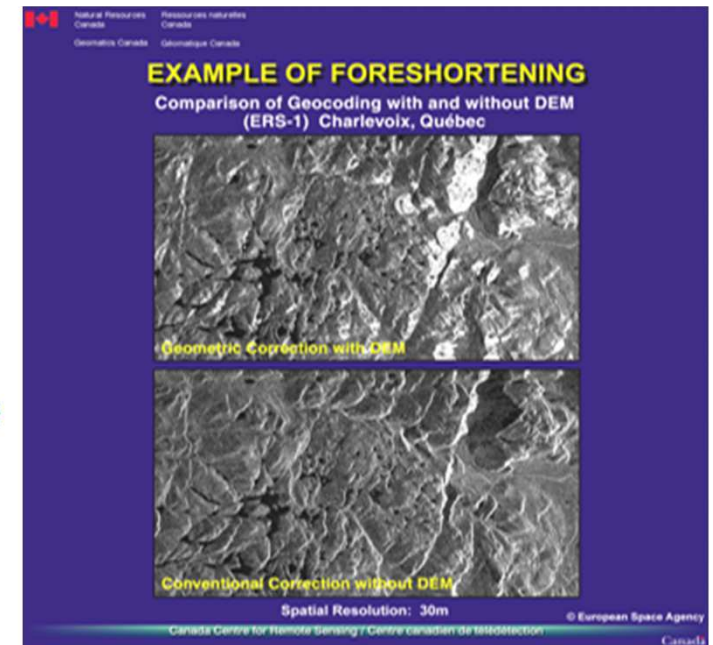 Natural Resources Canada
Ressources naturelles Canada
Geomatics Canada
Géomatique Canada
EXAMPLE OF FORESHORTENING
Comparison of Geocoding with and without DEM
(ERS-1) Charlevoix, Québec
Geometric Correction with DEM
Conventional Correction without DEM
Spatial Resolution: 30m
© European Space Agency
Canada Centre for Remote Sensing / Centre canadien de télédétection
Canada